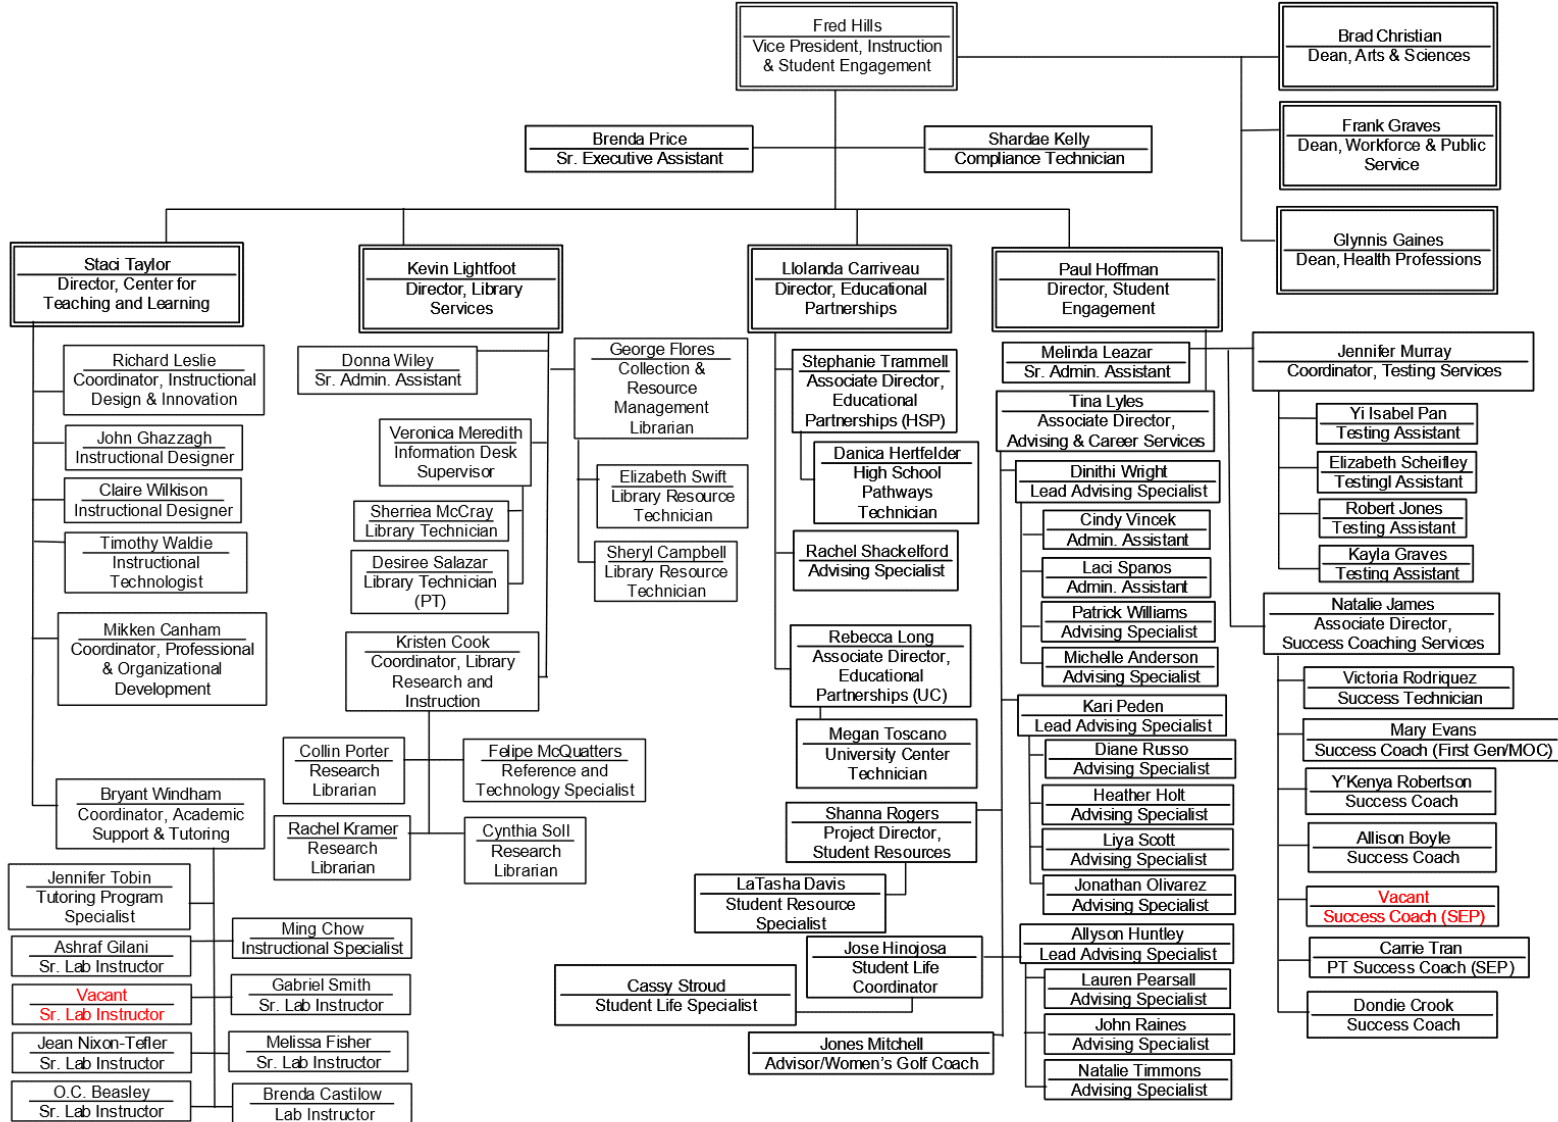 Fred Hills
Vice President, Instruction
& Student Engagement
Brad Christian
Dean, Arts & Sciences
Frank Graves
Dean, Workforce & Public
Service
Glynnis Gaines
Dean, Health Professions
Brenda Price
Sr. Executive Assistant
Shardae Kelly
Compliance Technician
Staci Taylor
Director, Center for
Teaching and Learning
Kevin Lightfoot
Director, Library
Services
Llolanda Carriveau
Director, Educational
Partnerships
Paul Hoffman
Director, Student
Engagement
Richard Leslie
Coordinator, Instructional
Design & Innovation
John Ghazzagh
Instructional Designer
Claire Wilkison
Instructional Designer
Timothy Waldie
Instructional
Technologist
Mikken Canham
Coordinator, Professional
& Organizational
Development
Bryant Windham
Coordinator, Academic
Support & Tutoring
Jennifer Tobin
Tutoring Program
Specialist
Ming Chow
Instructional Specialist
Ashraf Gilani
Sr. Lab Instructor
Gabriel Smith
Sr. Lab Instructor
Vacant
Sr. Lab Instructor
Melissa Fisher
Sr. Lab Instructor
Jean Nixon-Tefler
Sr. Lab Instructor
Brenda Castilow
Lab Instructor
O.C. Beasley
Sr. Lab Instructor
Donna Wiley
Sr. Admin. Assistant
George Flores
Collection &
Resource
Management
Librarian
Veronica Meredith
Information Desk
Supervisor
Sherriea McCray
Library Technician
Desiree Salazar
Library Technician
(PT)
Elizabeth Swift
Library Resource
Technician
Sheryl Campbell
Library Resource
Technician
Kristen Cook
Coordinator, Library
Research and
Instruction
Collin Porter
Research
Librarian
Felipe McQuatters
Reference and
Technology Specialist
Rachel Kramer
Research
Librarian
Cynthia Soll
Research
Librarian
Stephanie Trammell
Associate Director,
Educational
Partnerships (HSP)
Danica Hertfelder
High School
Pathways
Technician
Rachel Shackelford
Advising Specialist
Rebecca Long
Associate Director,
Educational
Partnerships (UC)
Megan Toscano
University Center
Technician
Melinda Leazar
Sr. Admin. Assistant
Tina Lyles
Associate Director,
Advising & Career Services
Dinithi Wright
Lead Advising Specialist
Cindy Vincek
Admin. Assistant
Laci Spanos
Admin. Assistant
Patrick Williams
Advising Specialist
Michelle Anderson
Advising Specialist
Kari Peden
Lead Advising Specialist
Diane Russo
Advising Specialist
Heather Holt
Advising Specialist
Liya Scott
Advising Specialist
Jonathan Olivarez
Advising Specialist
Allyson Huntley
Lead Advising Specialist
Lauren Pearsall
Advising Specialist
John Raines
Advising Specialist
Natalie Timmons
Advising Specialist
Shanna Rogers
Project Director,
Student Resources
LaTasha Davis
Student Resource
Specialist
Jose Hinojosa
Student Life
Coordinator
Cassy Stroud
Student Life Specialist
Jones Mitchell
Advisor/Women's Golf Coach
Jennifer Murray
Coordinator, Testing Services
Yi Isabel Pan
Testing Assistant
Elizabeth Scheifley
Testingl Assistant
Robert Jones
Testing Assistant
Kayla Graves
Testing Assistant
Natalie James
Associate Director,
Success Coaching Services
Victoria Rodriquez
Success Technician
Mary Evans
Success Coach (First Gen/MOC)
Y'Kenya Robertson
Success Coach
Allison Boyle
Success Coach
Vacant
Success Coach (SEP)
Carrie Tran
PT Success Coach (SEP)
Dondie Crook
Success Coach